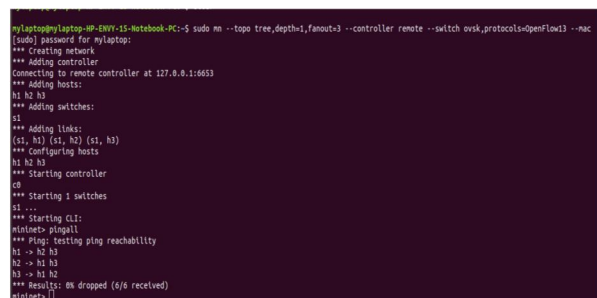 mylaptop@mylaptop-HP-ENVY-15-Notebook-PC:~$ sudo mn --topo tree,depth=1,fanout=3 --controller remote --switch ovsk,protocols=OpenFlow13 --mac
[sudo] password for mylaptop:
*** Creating network
*** Adding controller
Connecting to remote controller at 127.0.0.1:6653
*** Adding hosts:
h1 h2 h3
*** Adding switches:
s1
*** Adding links:
(s1, h1) (s1, h2) (s1, h3)
*** Configuring hosts
h1 h2 h3
*** Starting controller
c0
*** Starting 1 switches
s1 ...
*** Starting CLI:
mininet> pingall
*** Ping: testing ping reachability
h1 -> h2 h3
h2 -> h1 h3
h3 -> h1 h2
*** Results: 0% dropped (6/6 received)
mininet>